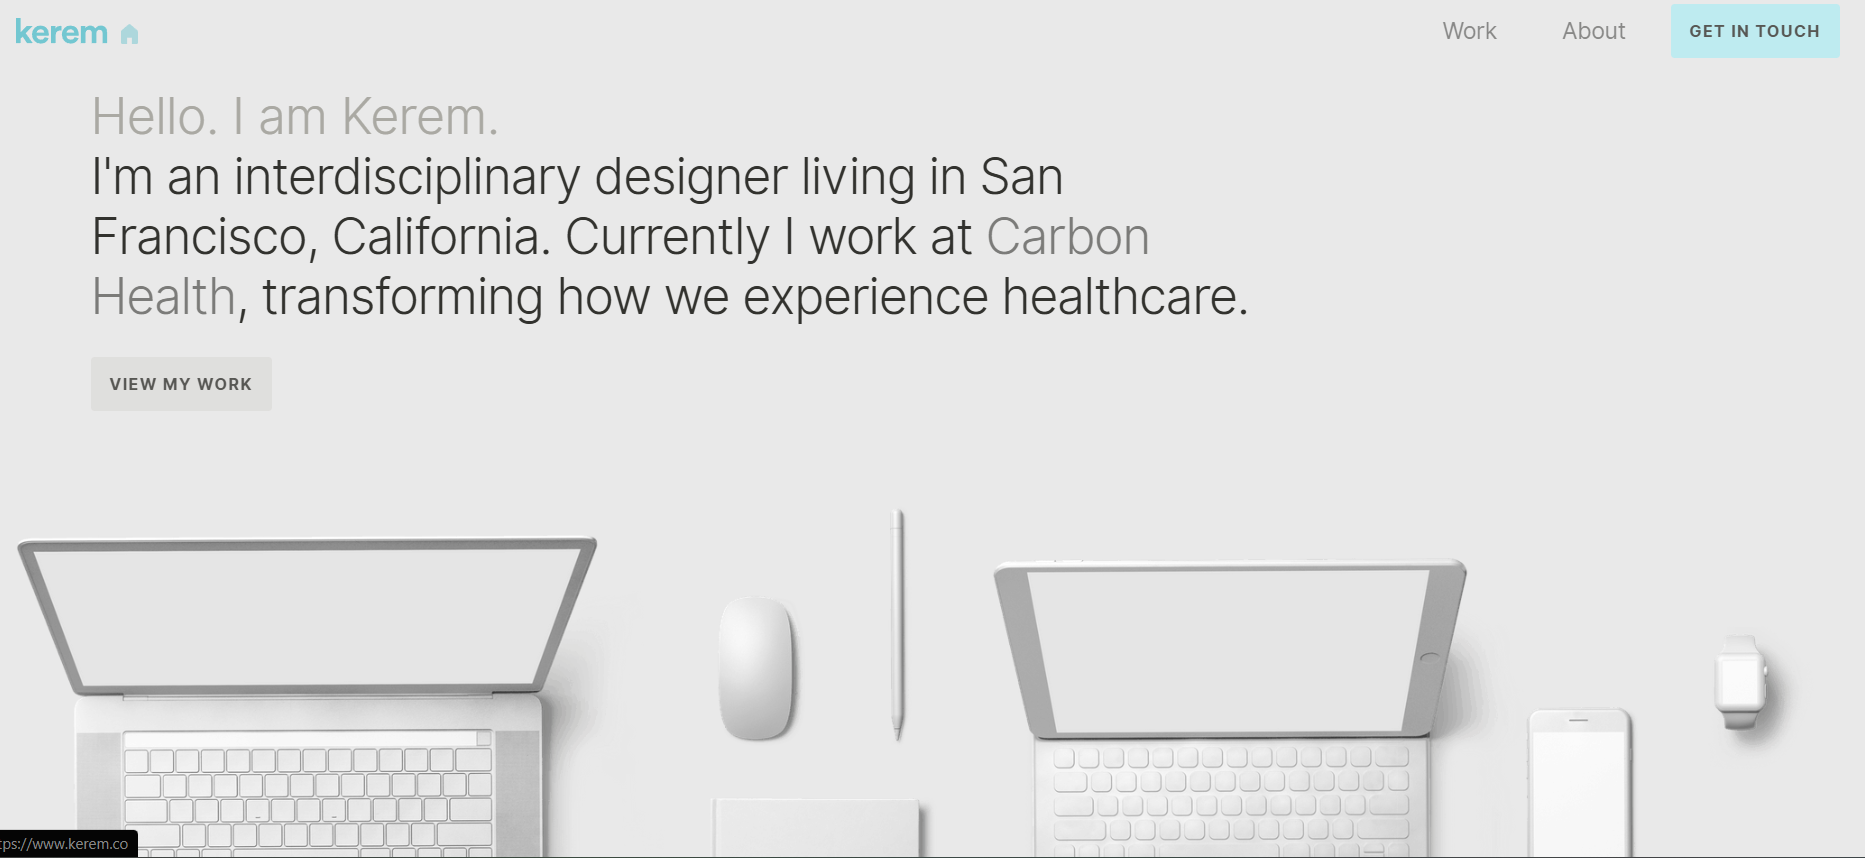 kerem
Work
About
GET IN TOUCH
Hello. I am Kerem.
I'm an interdisciplinary designer living in San
Francisco, California. Currently I work at Carbon
Health, transforming how we experience healthcare.
VIEW MY WORK
tps://www.kerem.co